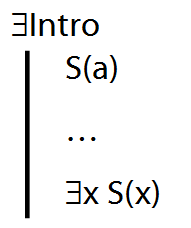 ∃Intro
S(a)
...
∃x S(x)